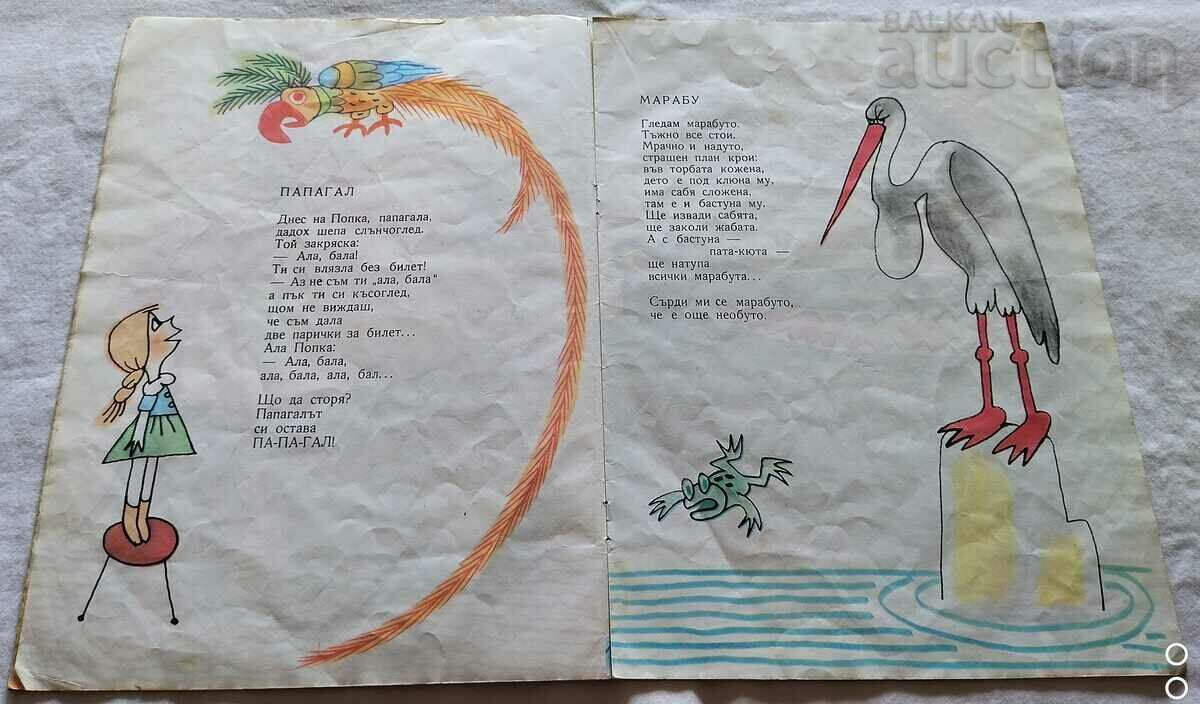 ПАПАГАЛ
Днес на Попка, папагала,
дадох шепа слънчоглед.
Той закряска:
— Ала, бала!
Ти си влязла без билет!
— Аз не съм ти „ала, бала“
а пък ти си късоглед,
щом не виждаш,
че съм дала
две парички за билет...
Ала Попка:
— Ала, бала,
ала, бала, ала, бал...
Що да сторя?
Папагалът
си остава
ПА-ПА-ГАЛ!
МАРАБУ
Гледам марабуто.
Тъжно все стои.
Мрачно и надуто,
страшен план крои:
във торбата кожена,
дето е под клюна му,
има сабя сложена,
там е и бастуна му.
Ще извади сабята,
ще заколи жабата.
А с бастуна —
пата-кюта —
ще натупа
всички марабута...
Сърди ми се марабуто,
че е още необуто.
BALKAN
auction